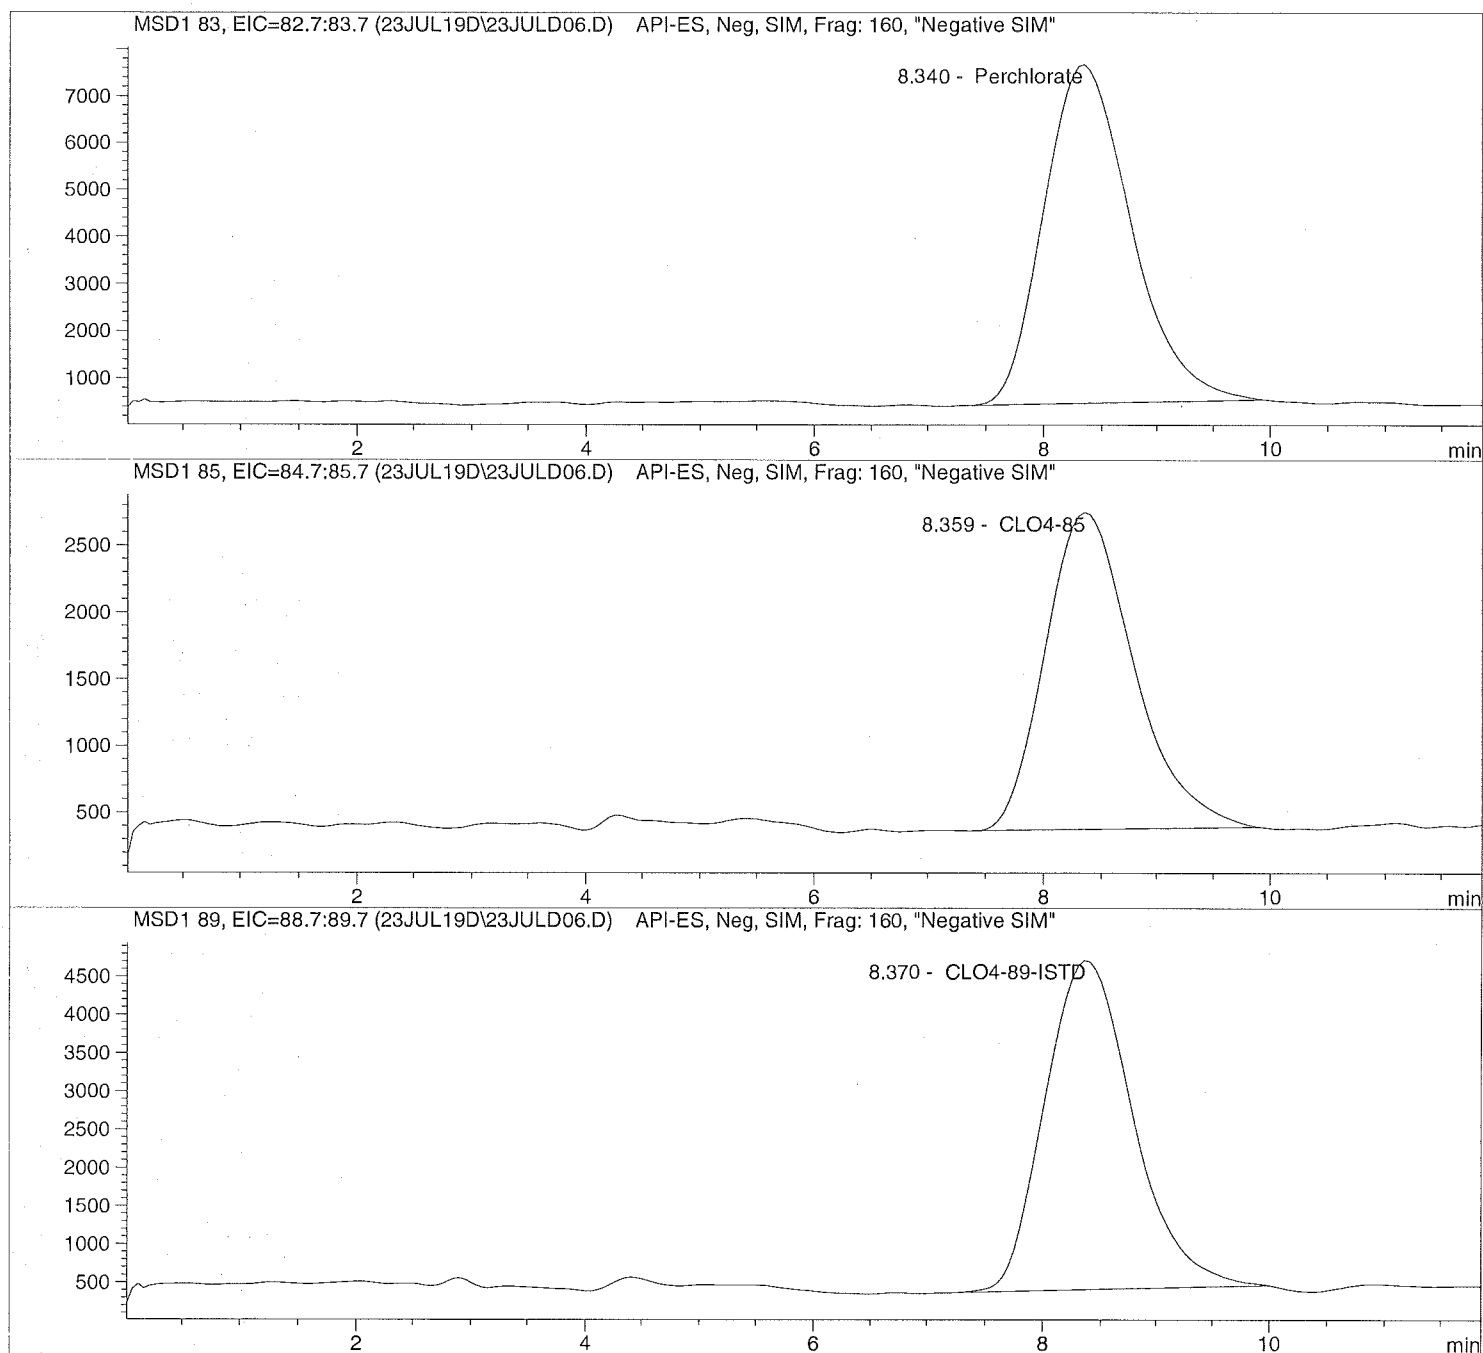 MSD1 83, EIC=82.7:83.7 (23JUL19D\23JULD06.D) API-ES, Neg, SIM, Frag: 160, "Negative SIM"
8.340 - Perchlorate
7000
6000
5000
4000
3000
2000
1000
2 4 6 8 10 min
MSD1 85, EIC=84.7:85.7 (23JUL19D\23JULD06.D) API-ES, Neg, SIM, Frag: 160, "Negative SIM"
8.359 - CLO4-85
2500
2000
1500
1000
500
2 4 6 8 10 min
MSD1 89, EIC=88.7:89.7 (23JUL19D\23JULD06.D) API-ES, Neg, SIM, Frag: 160, "Negative SIM"
8.370 - CLO4-89-ISTD
4500
4000
3500
3000
2500
2000
1500
1000
500
2 4 6 8 10 min